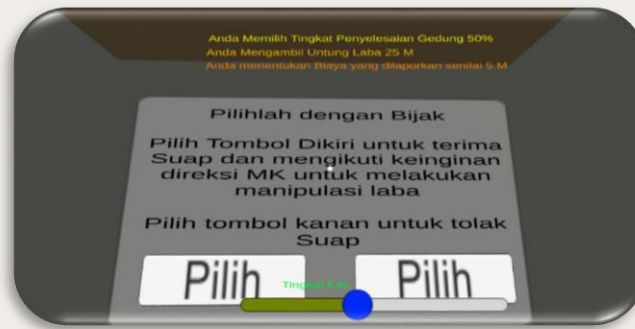 Anda Memilih Tingkat Penyelesaian Gedung 50%
Anda Mengambil Untung Laba 25 M
Anda menentukan Biaya yang dilaporkan senilai 5 M
Pilihlah dengan Bijak
Pilih Tombol Dikiri untuk terima
Suap dan mengikuti keinginan
direksi MK untuk melakukan
manipulasi laba
Pilih tombol kanan untuk tolak
Suap
Pilih Pilih
Tingkat